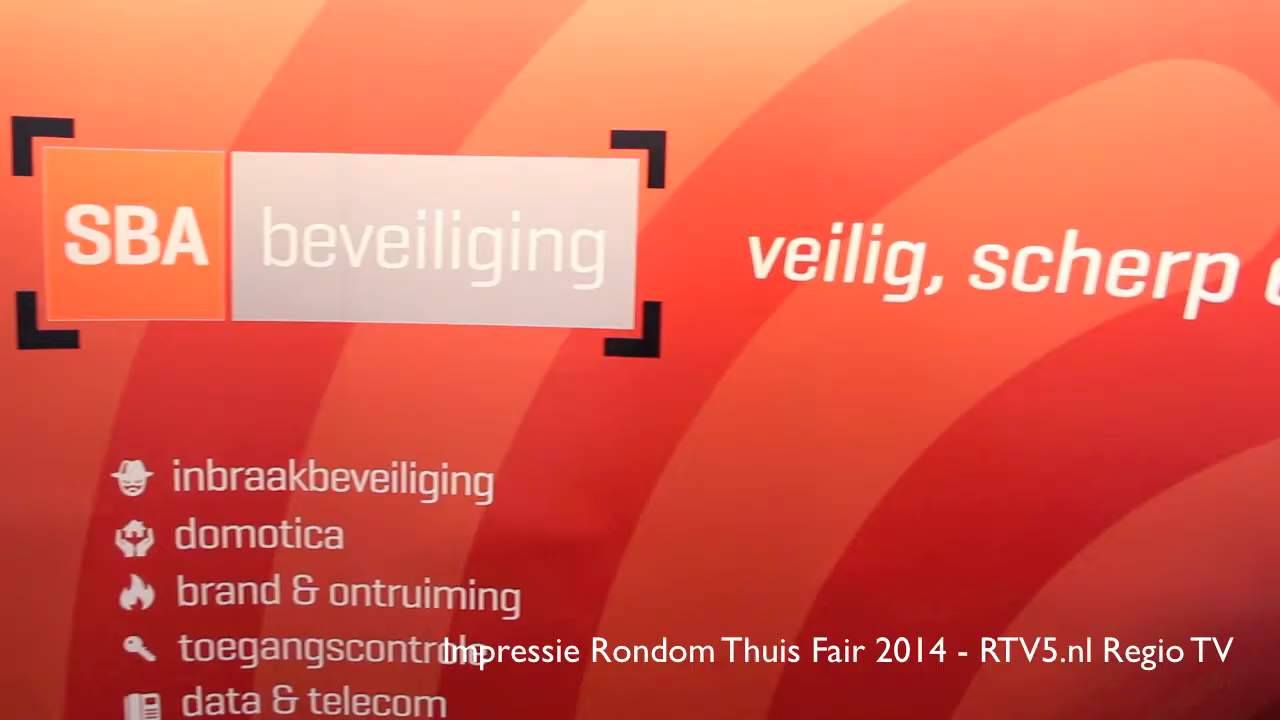 SBA beveiliging
veilig, scherp
inbraakbeveiliging
domotica
brand & ontruiming
toegangscontrole
Impressie Rondom Thuis Fair 2014 - RTV5.nl Regio TV
data & telecom